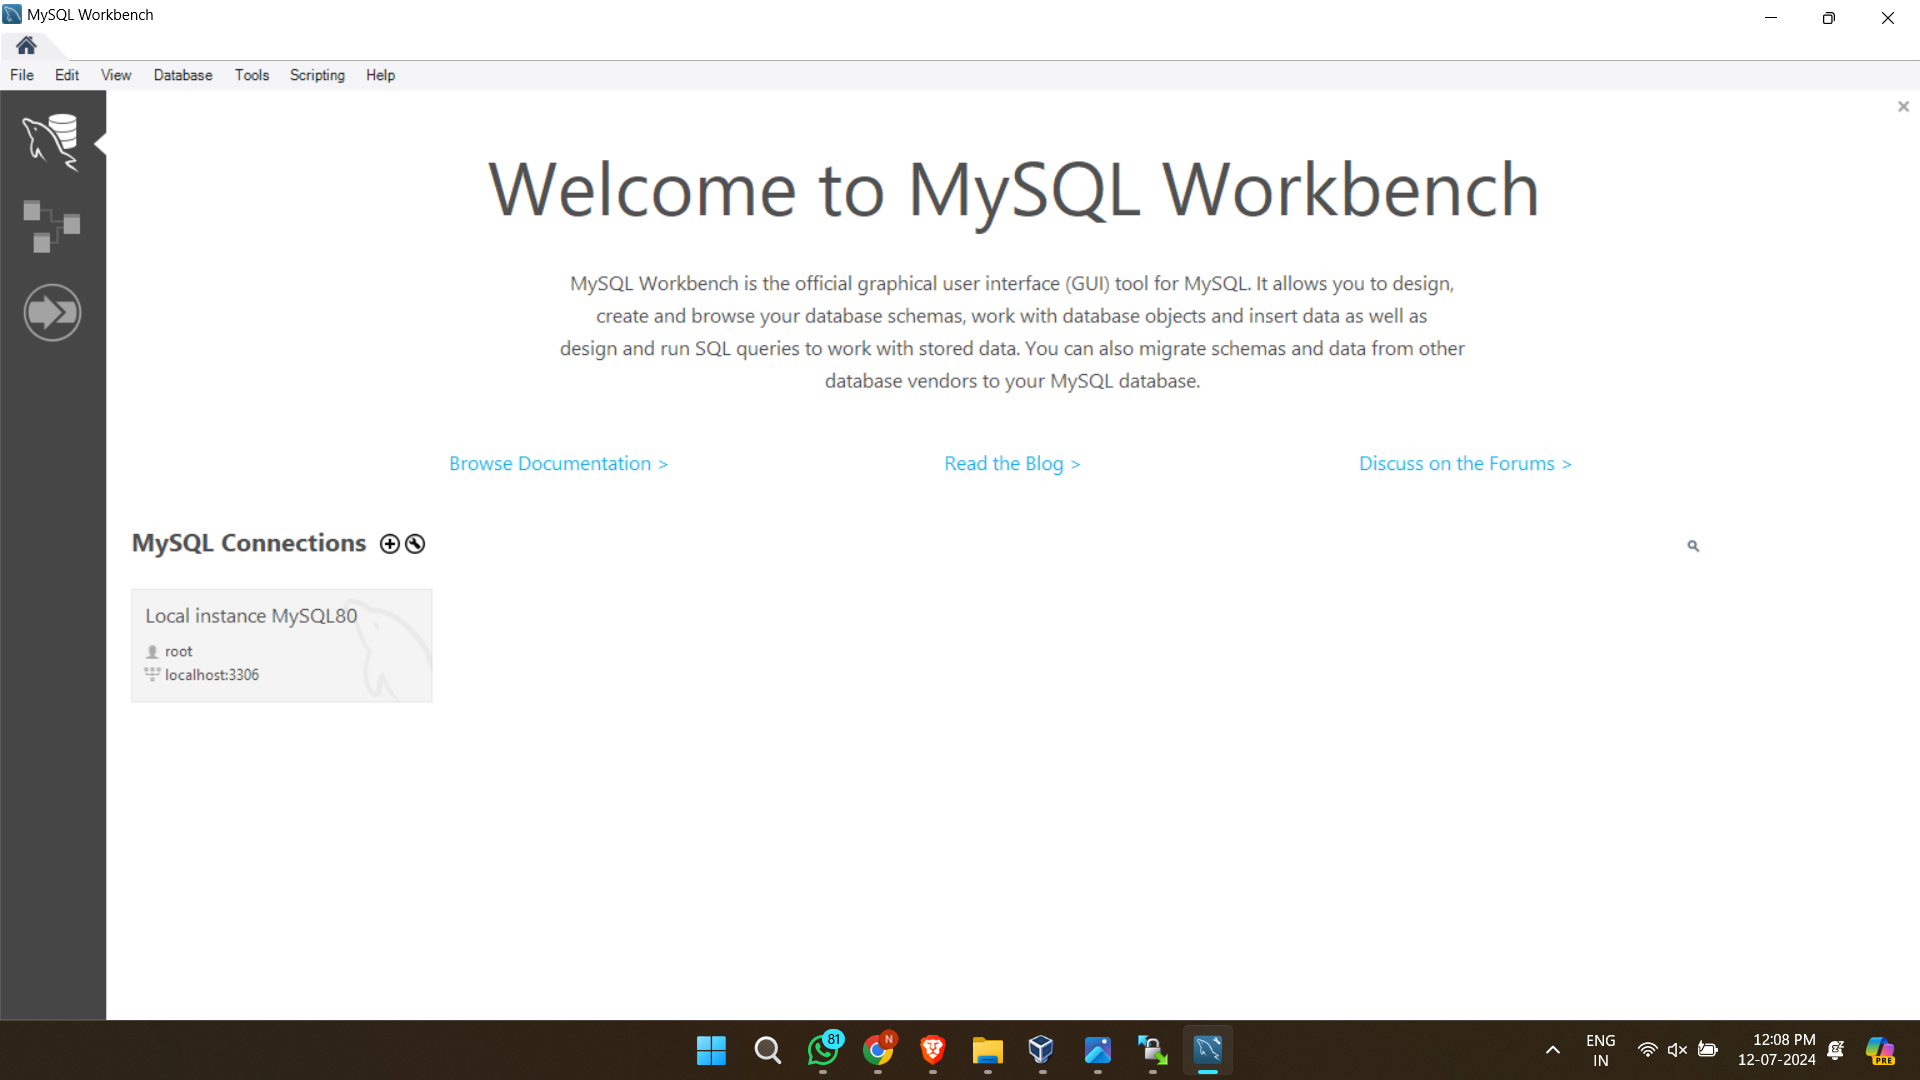 MySQL Workbench
File Edit View Database Tools Scripting Help
Welcome to MySQL Workbench
MySQL Workbench is the official graphical user interface (GUI) tool for MySQL. It allows you to design,
create and browse your database schemas, work with database objects and insert data as well as
design and run SQL queries to work with stored data. You can also migrate schemas and data from other
database vendors to your MySQL database.
Browse Documentation > Read the Blog > Discuss on the Forums >
MySQL Connections
Local instance MySQL80
root
localhost:3306
81
N
ENG
IN
12:08 PM
12-07-2024
PRE